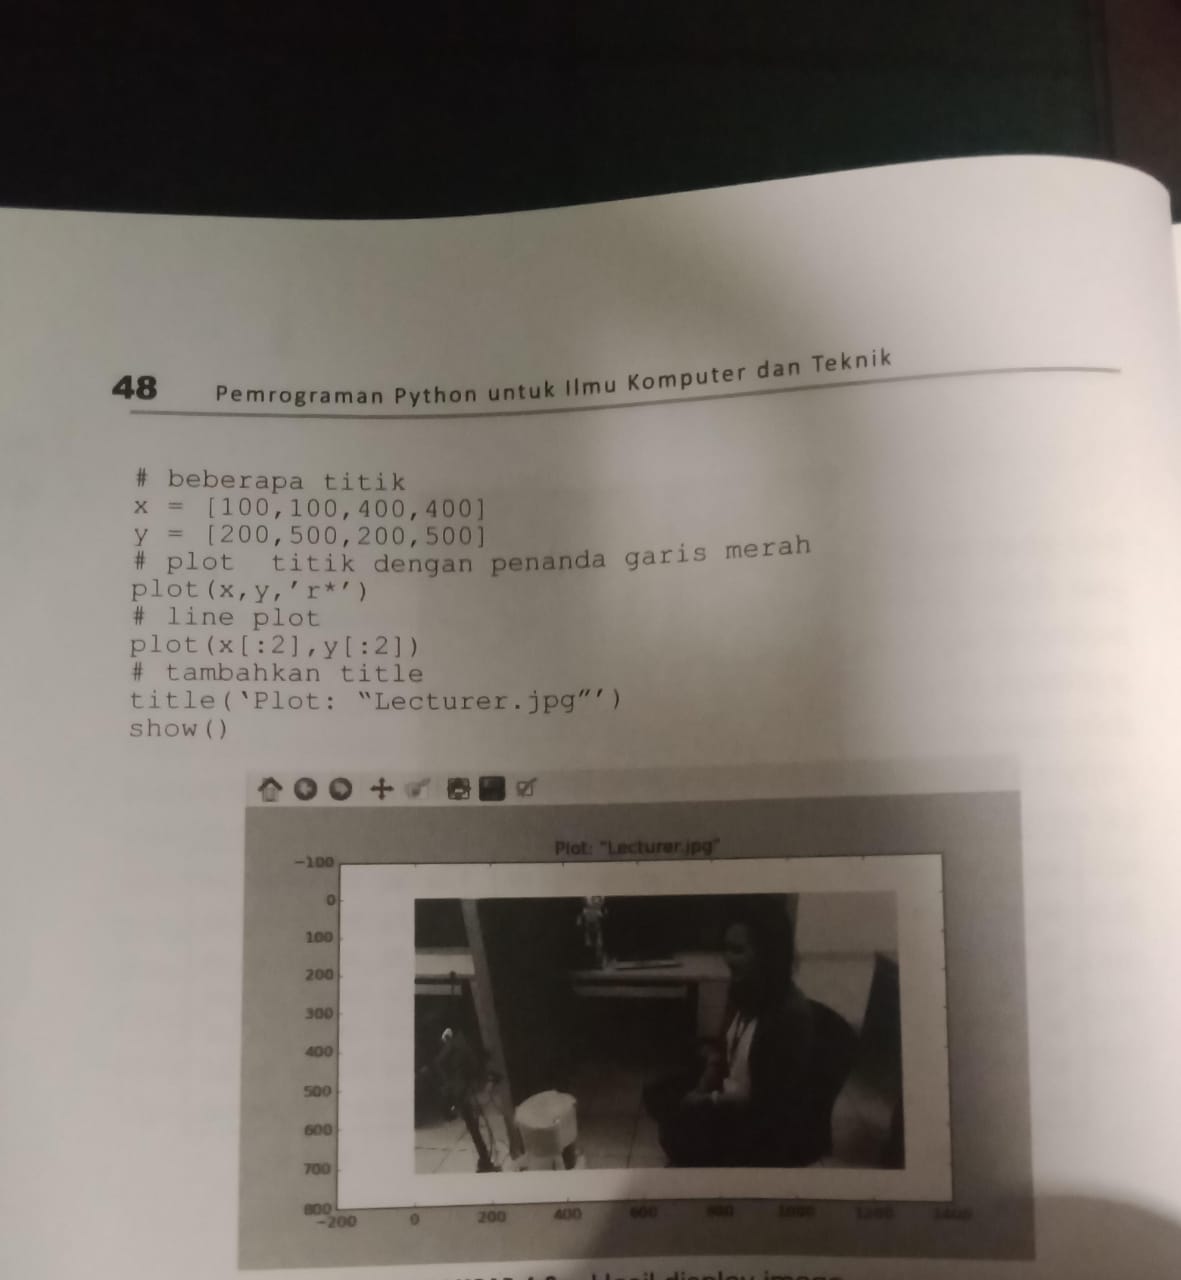 48 Pemrograman Python untuk Ilmu Komputer dan Teknik
# beberapa titik
x = [100,100,400,400]
y = [200,500,200,500]
# plot  titik dengan penanda garis merah
plot(x,y,’r*’)
# line plot
plot(x[:2],y[:2])
# tambahkan title
title(‘Plot: “Lecturer.jpg”’)
show()
Plot: "Lecturer.jpg"
−100
0
100
200
300
400
500
600
700
800
−200 0 200 400 600 800 1000 1200 1400
Hasil display image